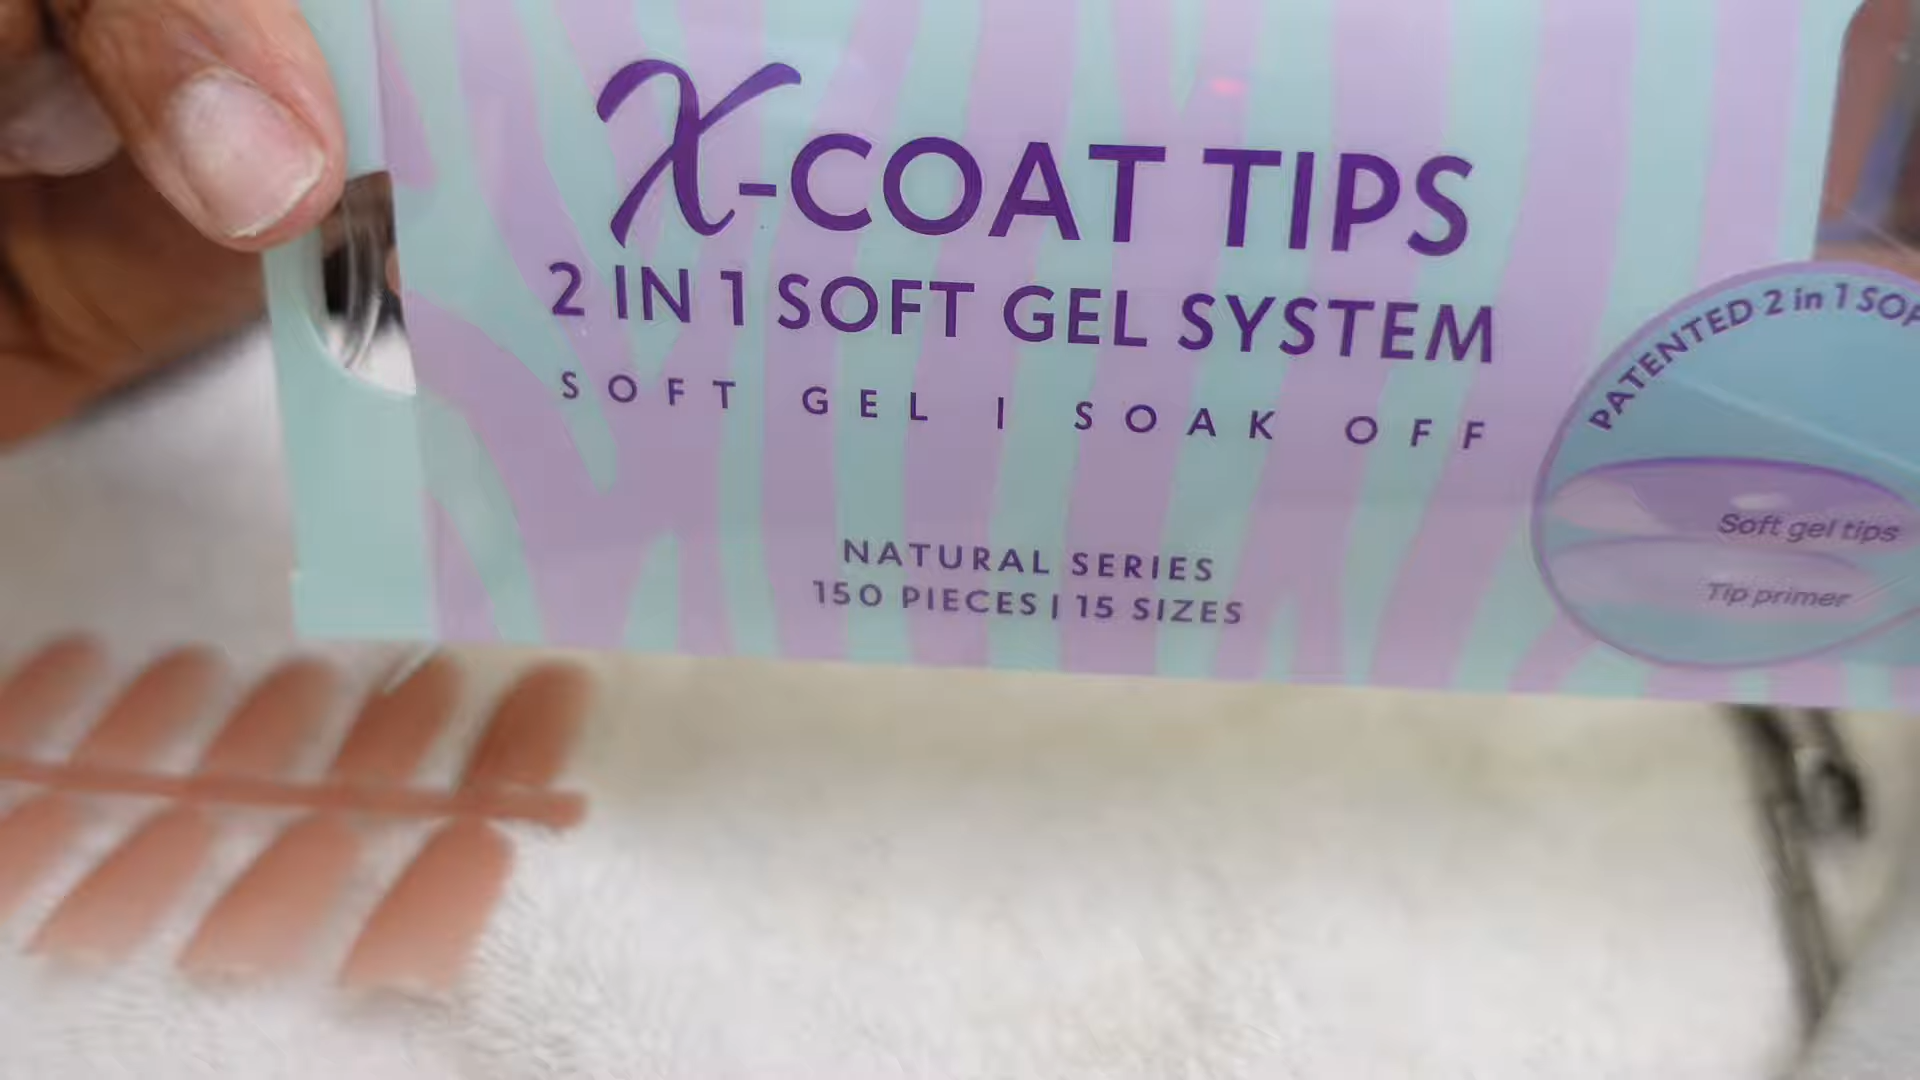 X-COAT TIPS
2 IN 1 SOFT GEL SYSTEM
SOFT GEL | SOAK OFF
NATURAL SERIES
150 PIECES | 15 SIZES
PATENTED 2 in 1
Soft gel tips
Tip primer